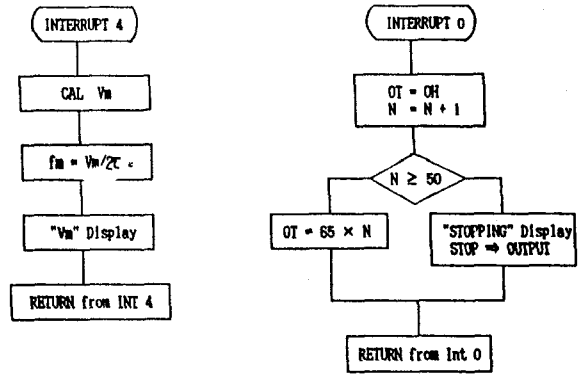 INTERRUPT 4
CAL Vm
fm = Vm/2τ
"Vm" Display
RETURN from INT 4
INTERRUPT 0
OT = OH
N = N + 1
N ≥ 50
OT = 65 × N
"STOPPING" Display
STOP ⇒ OUTPUT
RETURN from Int 0